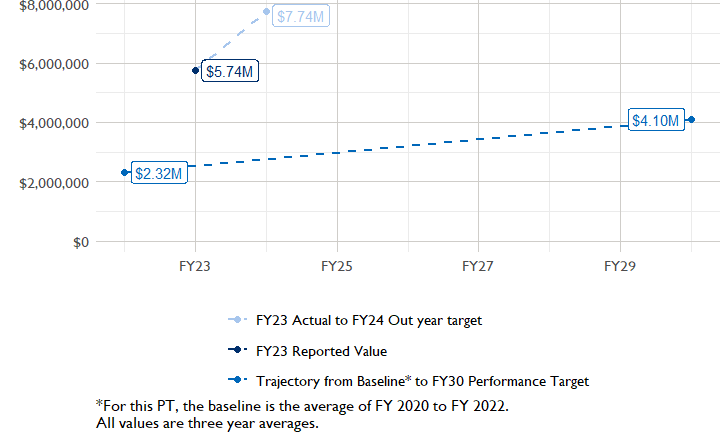 $8,000,000
$7.74M
$6,000,000
$5.74M
$4,000,000
$4.10M
$2.32M
$2,000,000
$0
FY23 FY25 FY27 FY29
FY23 Actual to FY24 Out year target
FY23 Reported Value
Trajectory from Baseline* to FY30 Performance Target
*For this PT, the baseline is the average of FY 2020 to FY 2022.
All values are three year averages.